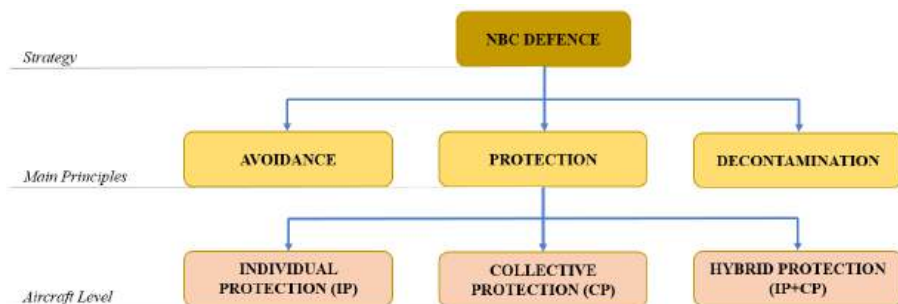 NBC DEFENCE
Strategy
AVOIDANCE
PROTECTION
DECONTAMINATION
Main Principles
INDIVIDUAL
PROTECTION (IP)
COLLECTIVE
PROTECTION (CP)
HYBRID PROTECTION
(IP+CP)
Aircraft Level